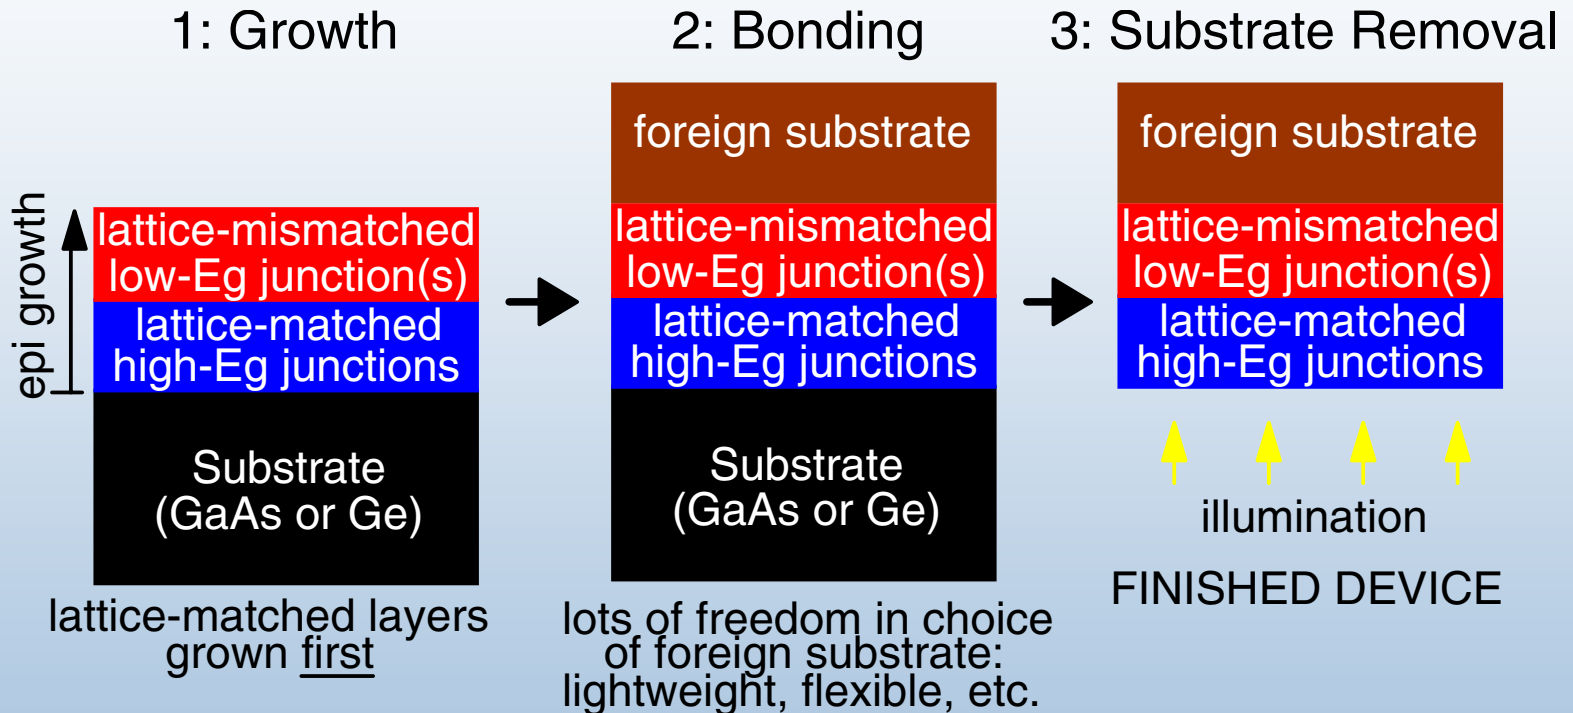 1: Growth
epi growth
lattice-mismatched
low-Eg junction(s)
lattice-matched
high-Eg junctions
Substrate
(GaAs or Ge)
lattice-matched layers
grown first
2: Bonding
foreign substrate
lattice-mismatched
low-Eg junction(s)
lattice-matched
high-Eg junctions
Substrate
(GaAs or Ge)
lots of freedom in choice
of foreign substrate:
lightweight, flexible, etc.
3: Substrate Removal
foreign substrate
lattice-mismatched
low-Eg junction(s)
lattice-matched
high-Eg junctions
illumination
FINISHED DEVICE